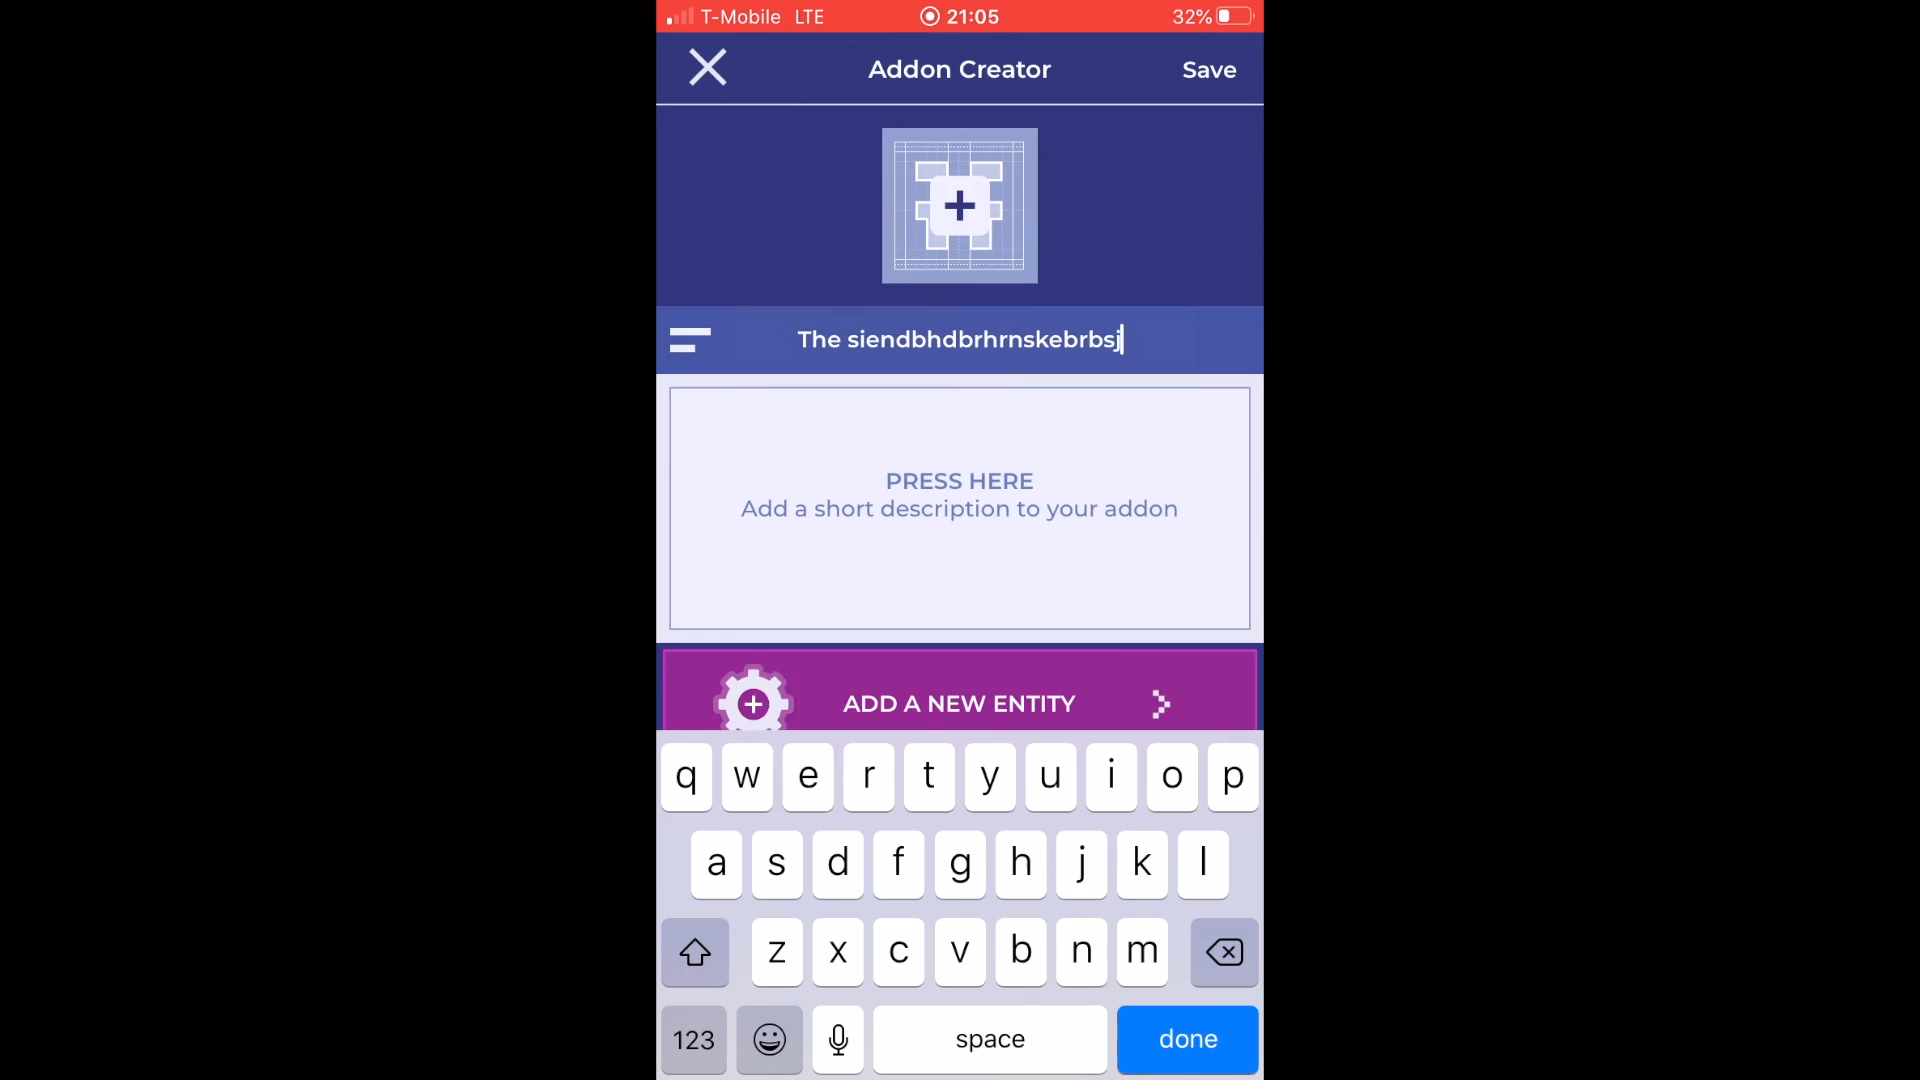 T-Mobile LTE 21:05 32%
Addon Creator Save
The siendbhdbrhrnskebrbsj
PRESS HERE
Add a short description to your addon
ADD A NEW ENTITY
q w e r t y u i o p
a s d f g h j k l
z x c v b n m
123 space done